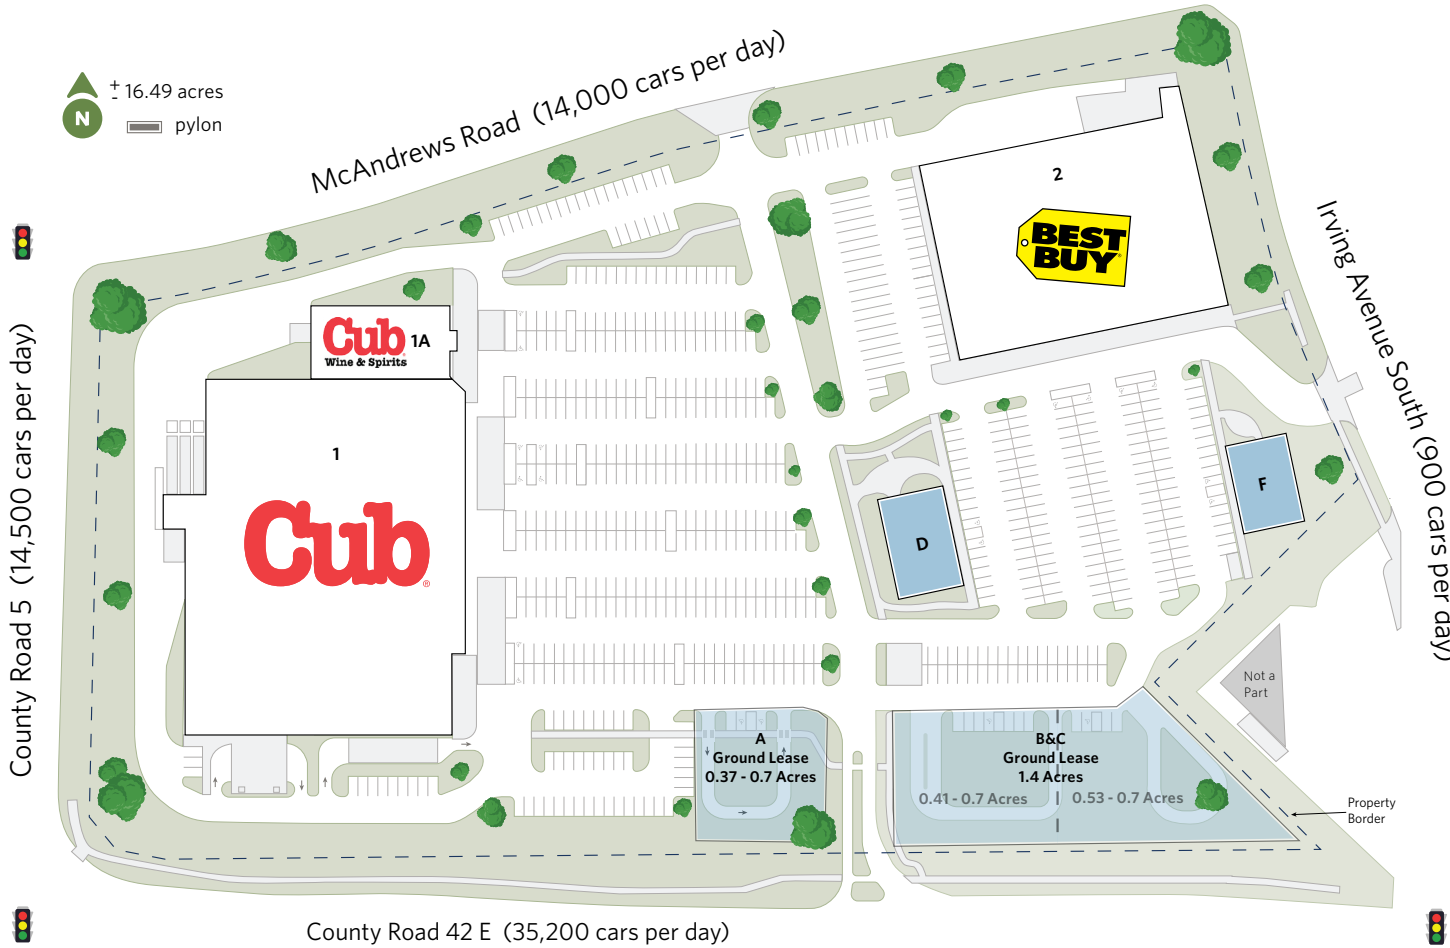 +
- 16.49 acres
N
pylon
McAndrews Road (14,000 cars per day)
2
BEST
BUY
Irving Avenue South (900 cars per day)
Cub
Wine & Spirits
1A
1
Cub
®
County Road 5 (14,500 cars per day)
D
F
Not a
Part
A
Ground Lease
0.37 - 0.7 Acres
B&C
Ground Lease
1.4 Acres
0.41 - 0.7 Acres
0.53 - 0.7 Acres
Property
Border
County Road 42 E (35,200 cars per day)